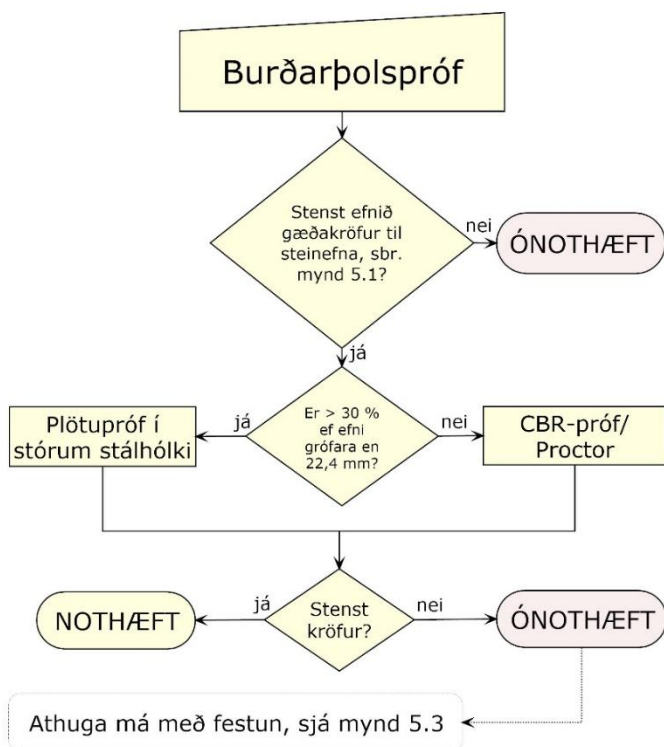 Burðarþolspróf
Stenst efnið
gæðakröfur til
steinefna, sbr.
mynd 5.1?
nei
ÓNOTHÆFT
já
Plötupróf í
stórum stálhólki
já
Er > 30 %
ef efni
grófara en
22,4 mm?
nei
CBR-próf/
Proctor
NOTHÆFT
já
Stenst
kröfur?
nei
ÓNOTHÆFT
Athuga má með festun, sjá mynd 5.3